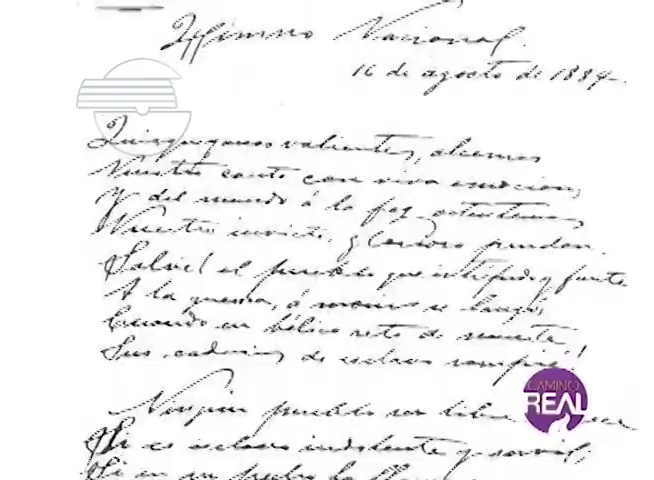 Himno Nacional.
16 de agosto de 1884.
Quisqueyanos valientes, alcemos
Nuestro canto con viva emoción,
Y del mundo á la faz ostentemos
Nuestro invicto, glorioso pendon.
Salve! el pueblo que intrépido y fuerte
A la guerra, á morir se lanzó,
Cuando en bélico reto de muerte
Sus cadenas de esclavo rompió!
Ningún pueblo ser libre
CAMINO
REAL
Si es esclavo indolente y servil;
Si en su pecho la llama